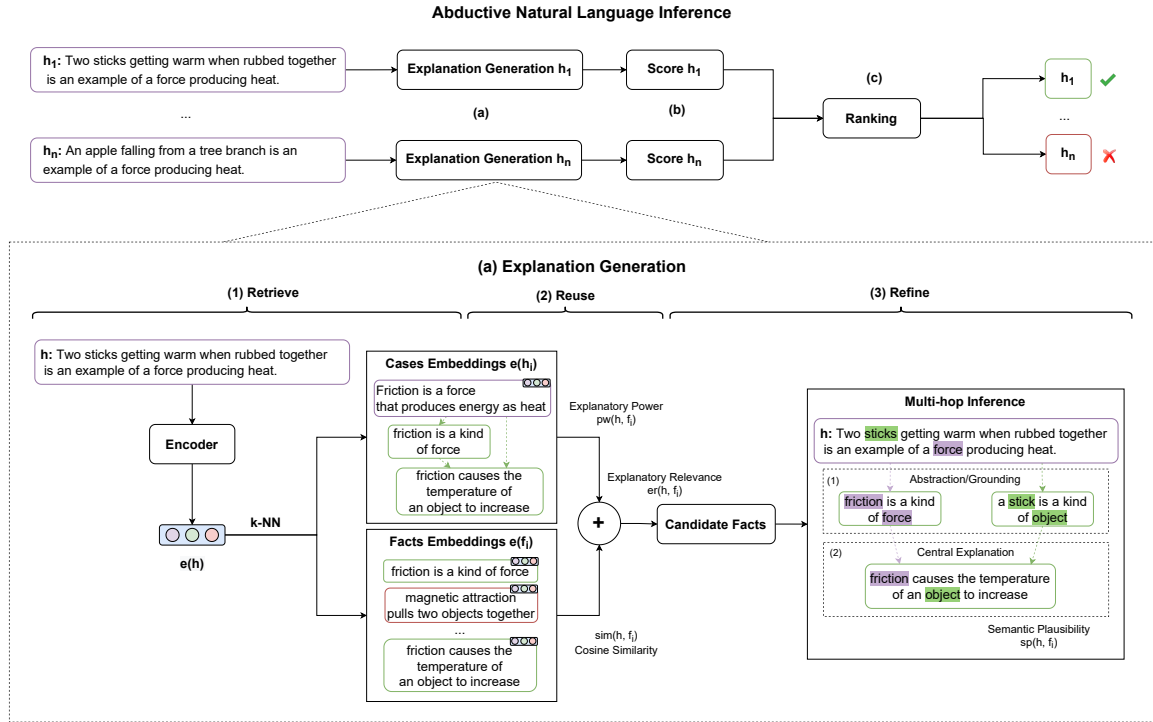 Abductive Natural Language Inference
h1: Two sticks getting warm when rubbed together
is an example of a force producing heat.
...
hn: An apple falling from a tree branch is an
example of a force producing heat.
Explanation Generation h1
(a)
Explanation Generation hn
Score h1
(b)
Score hn
(c)
Ranking
h1
...
hn
(a) Explanation Generation
(1) Retrieve
(2) Reuse
(3) Refine
h: Two sticks getting warm when rubbed together
is an example of a force producing heat.
Encoder
e(h)
k-NN
Cases Embeddings e(hi)
Friction is a force
that produces energy as heat
friction is a kind
of force
friction causes the
temperature of
an object to increase
Facts Embeddings e(fi)
friction is a kind of force
magnetic attraction
pulls two objects together
...
friction causes the
temperature of
an object to increase
Explanatory Power
pw(h, fi)
+
sim(h, fi)
Cosine Similarity
Explanatory Relevance
er(h, fi)
Candidate Facts
Multi-hop Inference
h: Two sticks getting warm when rubbed together
is an example of a force producing heat.
(1)
Abstraction/Grounding
friction is a kind
of force
a stick is a kind
of object
(2)
Central Explanation
friction causes the temperature
of an object to increase
Semantic Plausibility
sp(h, fi)